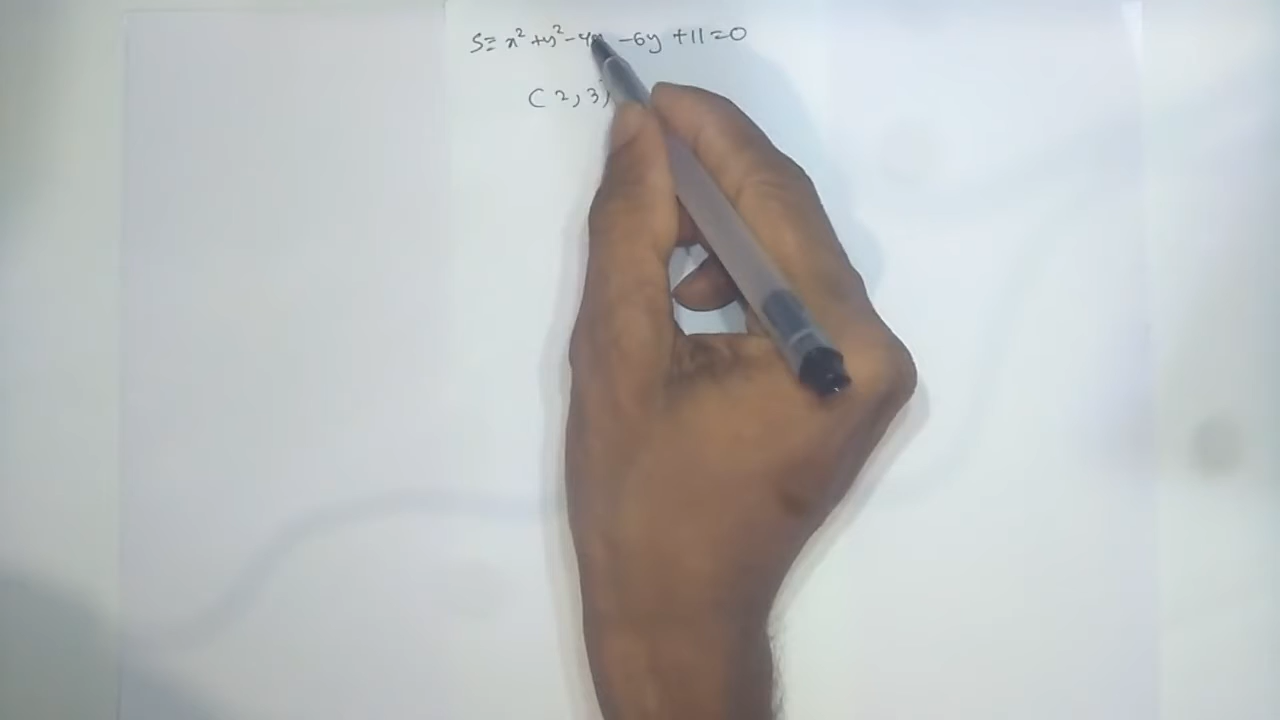 S ≡ x² + y² - 4x - 6y + 11 = 0
( 2, 3)